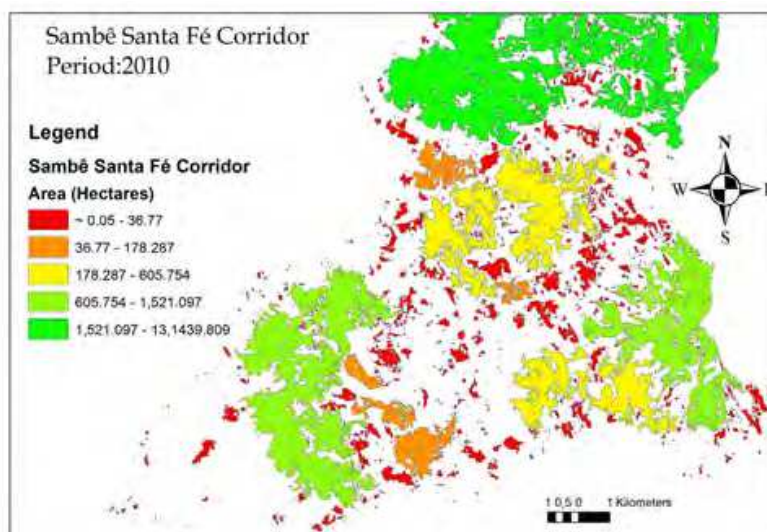 Sambê Santa Fé Corridor
Period:2010
Legend
Sambê Santa Fé Corridor
Area (Hectares)
~ 0.05 - 36.77
36.77 - 178.287
178.287 - 605.754
605.754 - 1,521.097
1,521.097 - 13,1439.809
N
W
E
S
1 0,5 0 1 Kilometers